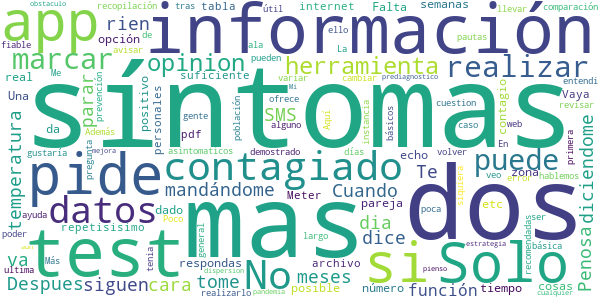 obstaculo
app
recopilación
tras
tabla
internet
Falta
semanas
útil
llevar
comparación
rien
opción
de
información
ello
pautas
fiable
avisar
La
marcar
opinion
ala
pueden
Me
herramienta
realizar
real
prevención
parar
suficiente
variar
cambiar
prediagnostico
entendi
Una
positivo
personales
SMS
ofrece
Mi
Vaya
revisar
síntomas
temperatura
da
Además
gente
población
alguno
Aquí
instancia
básicos
contagio
cuestion
caso
web
En
primera
pregunta
asintomaticos
pdf
demostrado
días
volver
pide
contagiado
puede
diciendome
mejora
echo
veo
error
hablemos
gustaría
mandándome
Cuando
Te
siquiera
zona
datos
mas
dos
Penosa
ayuda
Poco
dado
Meter
pareja
poca
etc
ser
recomendadas
poder
repetisisimo
dia
test
No
si
Solo
tenia
general
largo
dice
básica
ya
Más
respondas
archivo
estrategia
aun
Despues
siguen
cara
tome
meses
función
cosas
ultima
realizarlo
dispersion
pandemia
posible
número
pienso
tiempo
cualquier